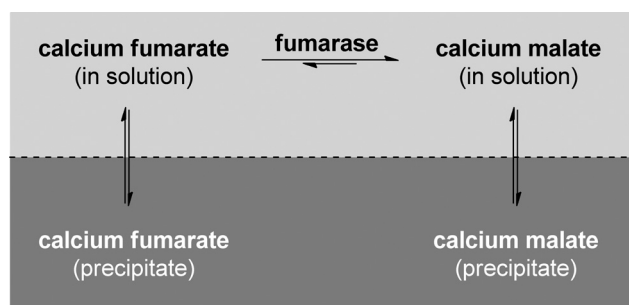 calcium fumarate
(in solution)
fumarase
calcium malate
(in solution)
calcium fumarate
(precipitate)
calcium malate
(precipitate)